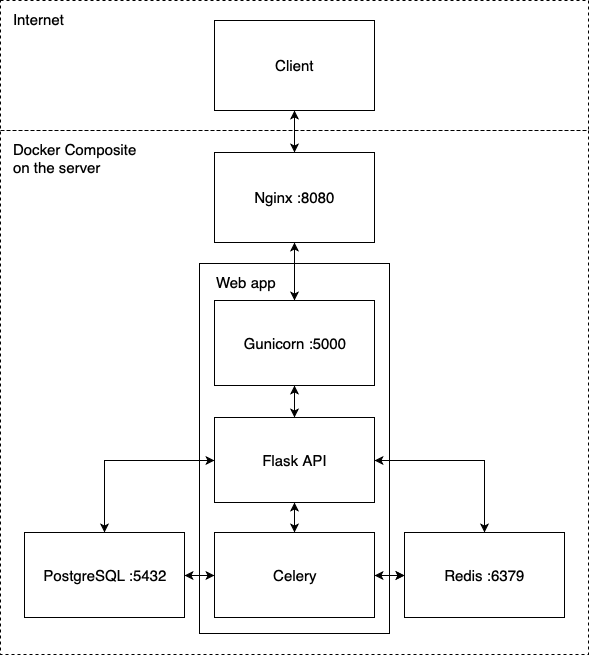 Internet
Client
Docker Composite
on the server
Nginx :8080
Web app
Gunicorn :5000
Flask API
PostgreSQL :5432
Celery
Redis :6379